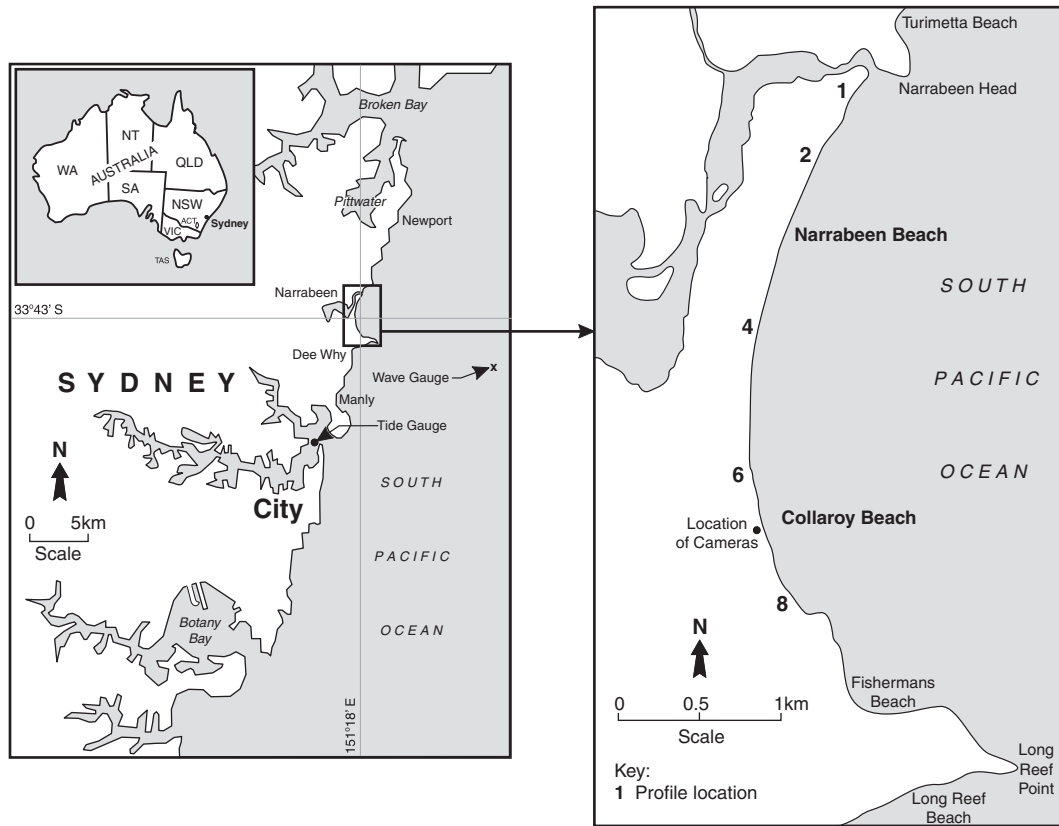 WA
NT
QLD
AUSTRALIA
SA
NSW
ACT
Sydney
VIC
TAS
Broken Bay
Pittwater
Newport
Narrabeen
33°43' S
Dee Why
Wave Gauge
x
SYDNEY
Manly
Tide Gauge
N
0 5km
Scale
City
SOUTH
PACIFIC
OCEAN
Botany
Bay
151°18' E
Turimetta Beach
1
Narrabeen Head
2
Narrabeen Beach
SOUTH
4
PACIFIC
6
OCEAN
Collaroy Beach
Location
of Cameras
8
N
0 0.5 1km
Scale
Fishermans
Beach
Long
Reef
Point
Key:
1 Profile location
Long Reef
Beach